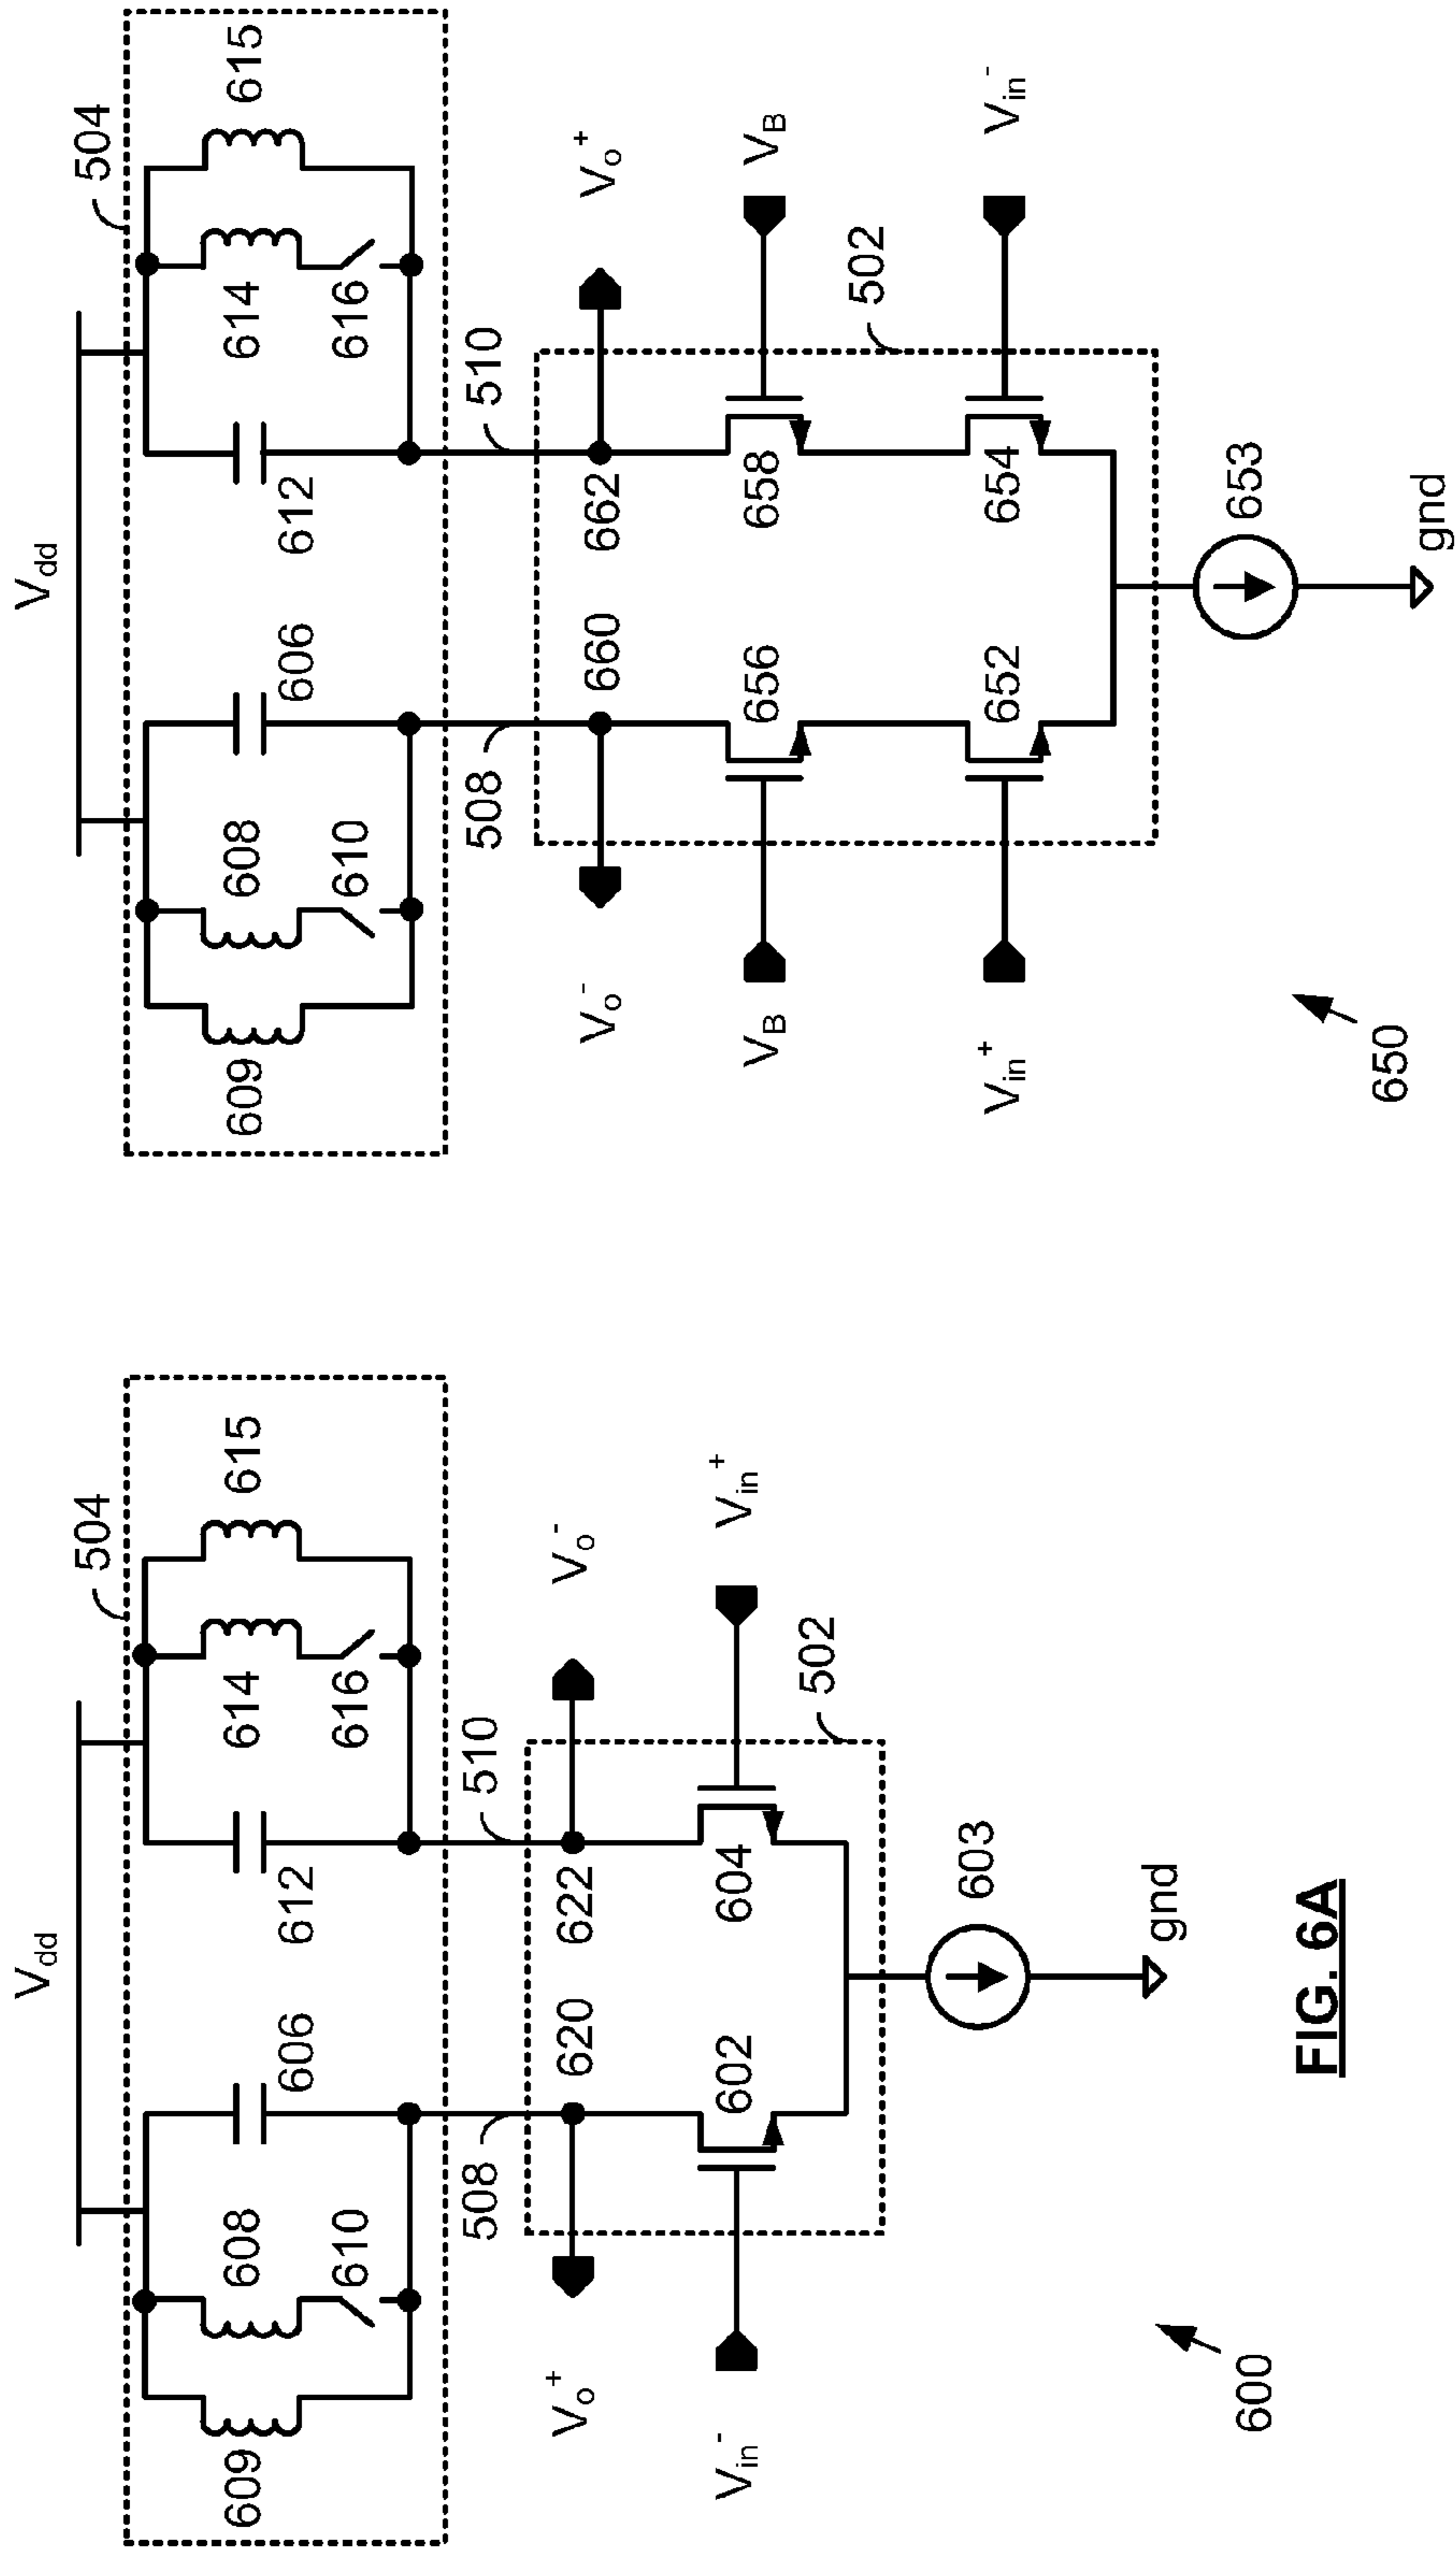 V_dd
504
609
608
610
606
612
614
616
615
508
510
V_o^+
620
622
V_o^-
V_in^-
602
604
V_in^+
502
603
gnd
600
FIG. 6A
V_dd
504
609
608
610
606
612
614
616
615
508
510
V_o^-
660
662
V_o^+
502
V_B
656
658
V_B
V_in^+
652
654
V_in^-
653
gnd
650